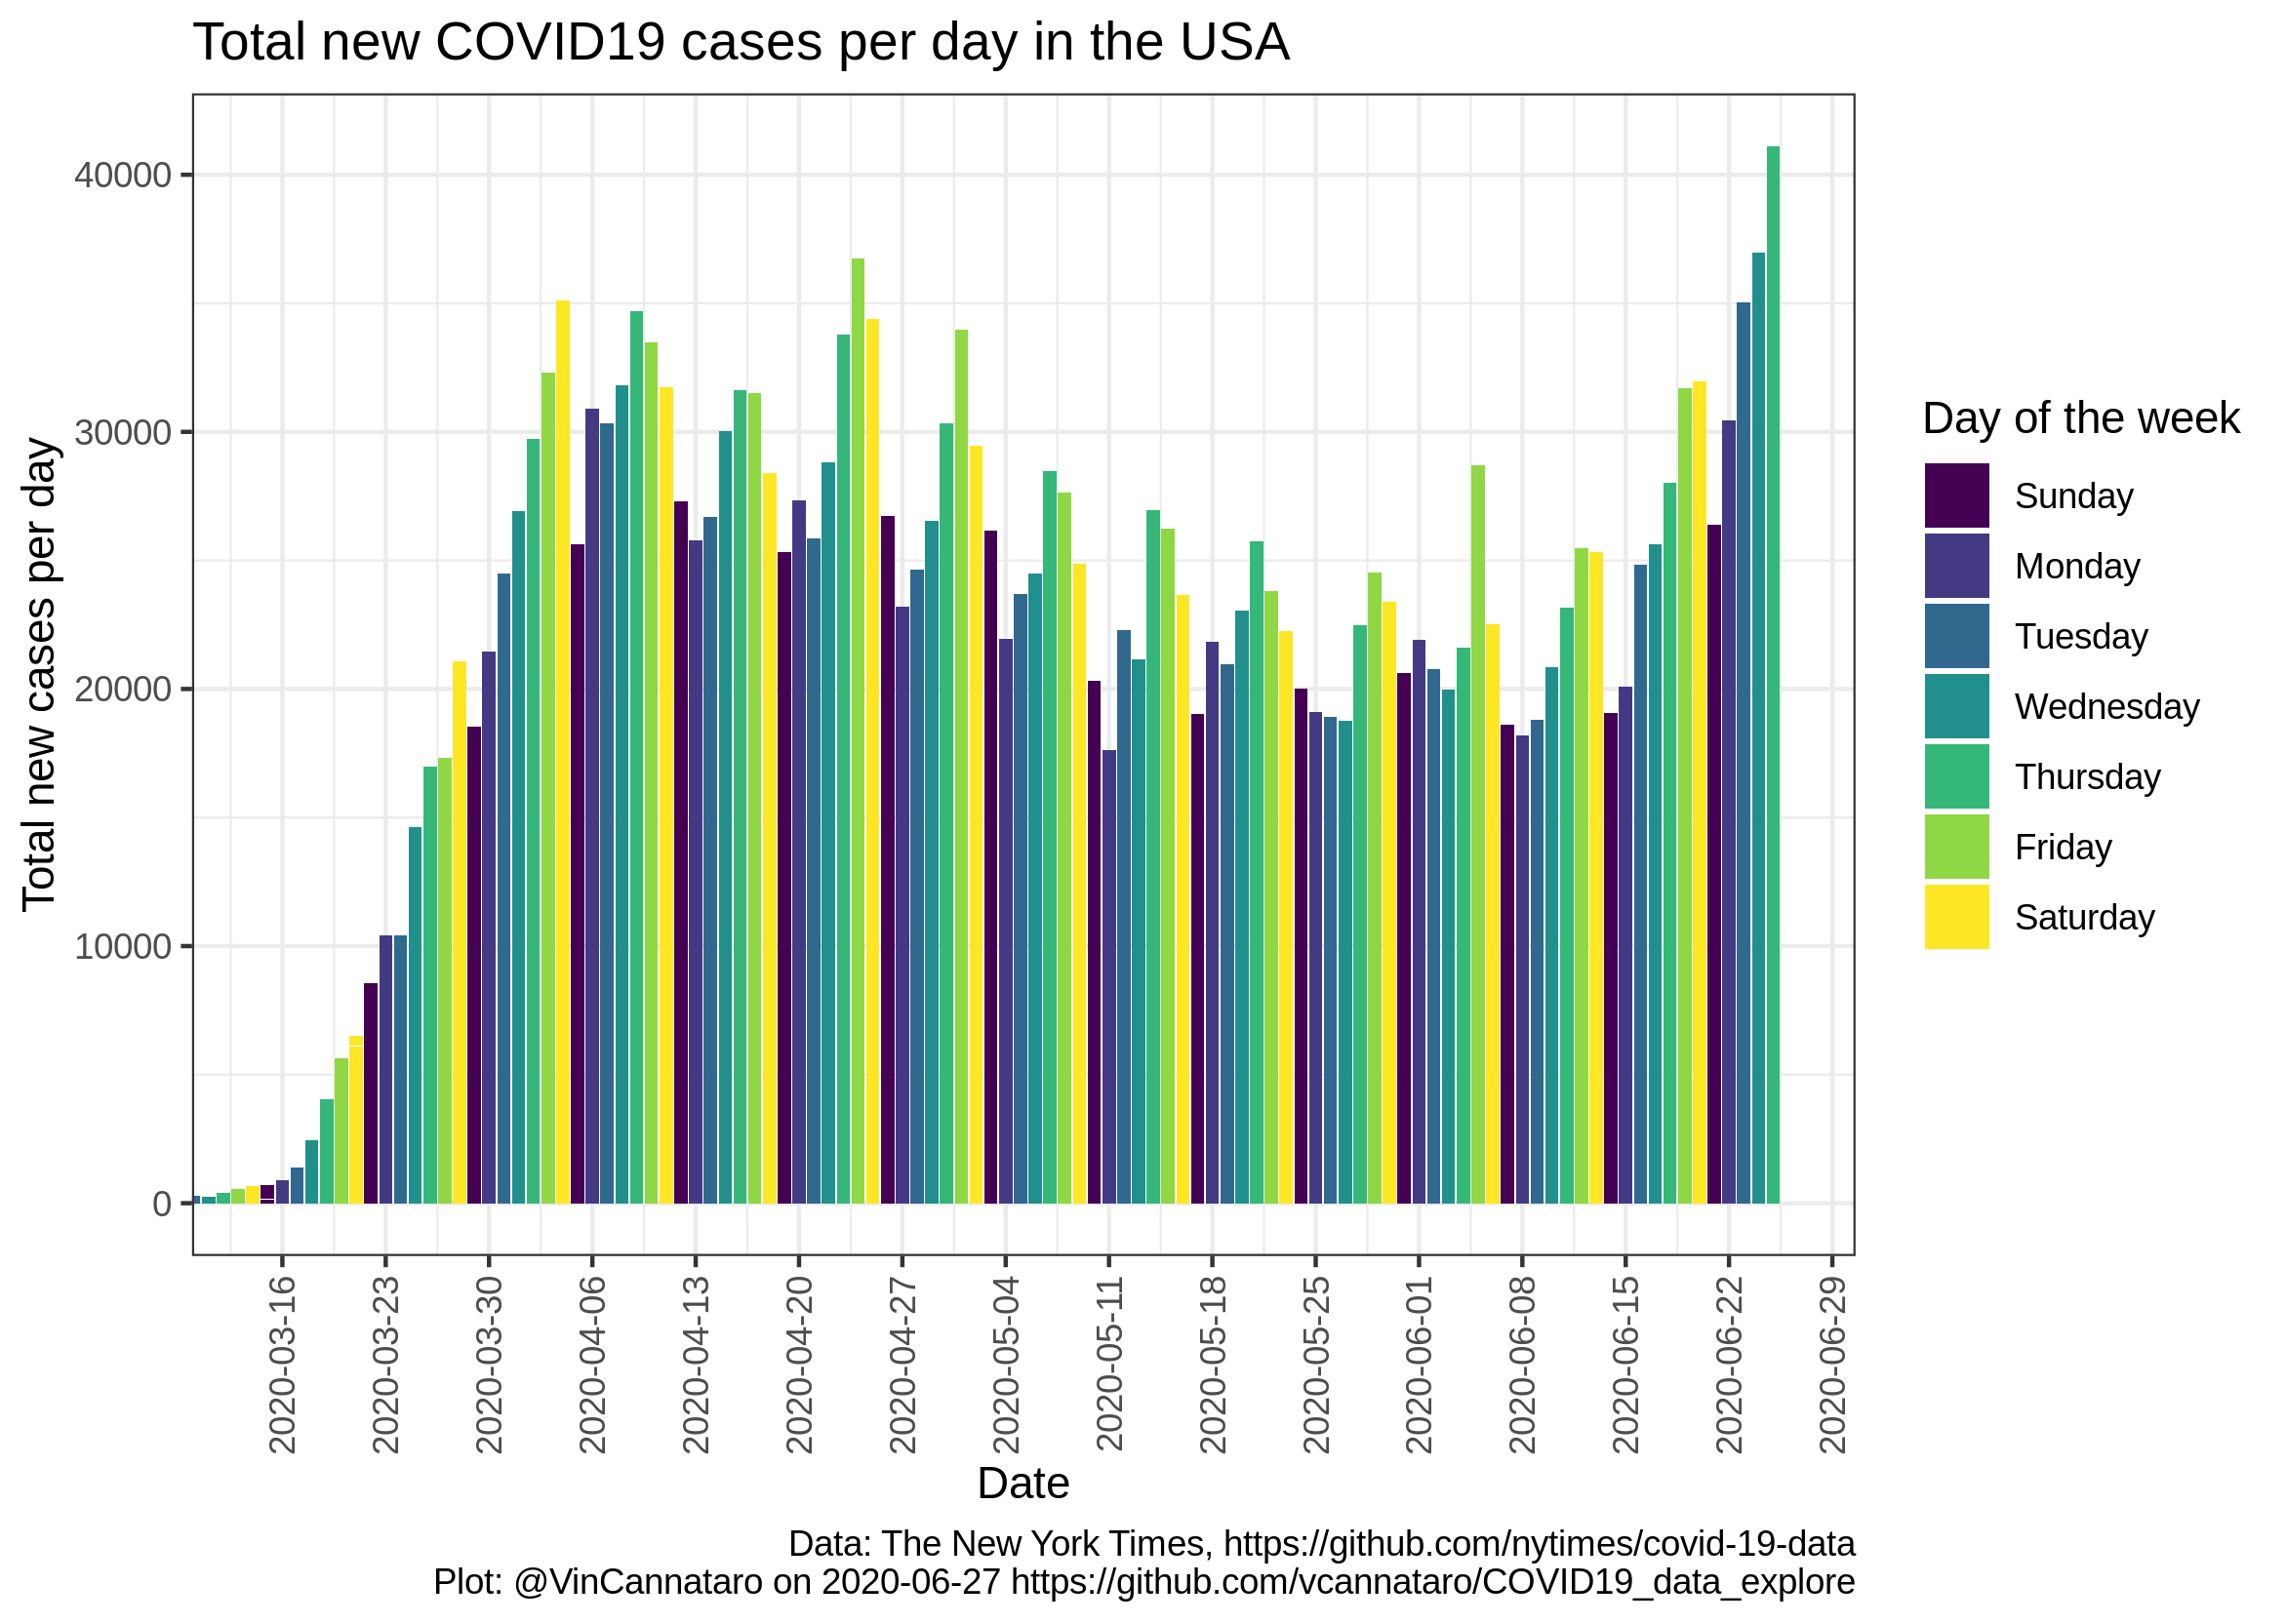 Total new COVID19 cases per day in the USA
Total new cases per day
40000
30000
20000
10000
0
2020-03-16
2020-03-23
2020-03-30
2020-04-06
2020-04-13
2020-04-20
2020-04-27
2020-05-04
2020-05-11
2020-05-18
2020-05-25
2020-06-01
2020-06-08
2020-06-15
2020-06-22
2020-06-29
Date
Day of the week
Sunday
Monday
Tuesday
Wednesday
Thursday
Friday
Saturday
Data: The New York Times, https://github.com/nytimes/covid-19-data
Plot: @VinCannataro on 2020-06-27 https://github.com/vcannataro/COVID19_data_explore